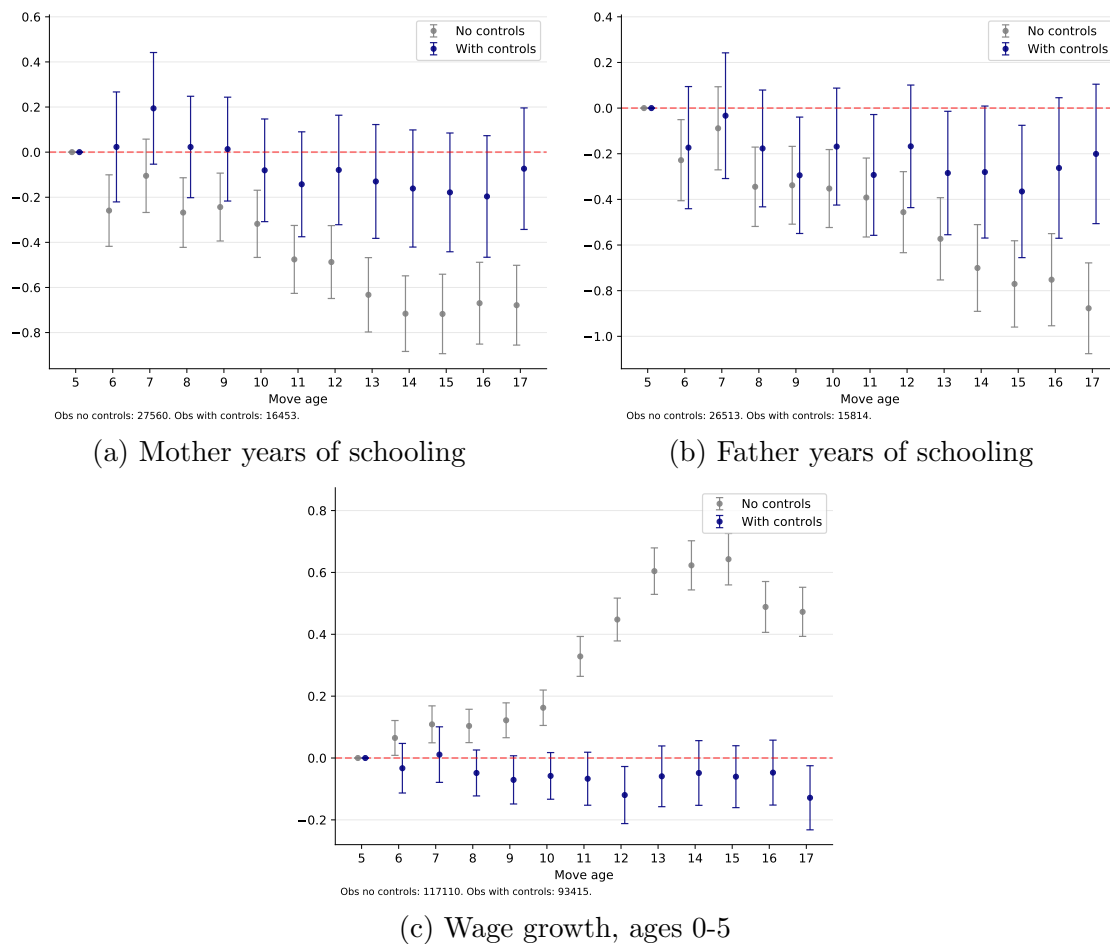 0.6
0.4
0.2
0.0
−0.2
−0.4
−0.6
−0.8
No controls
With controls
5 6 7 8 9 10 11 12 13 14 15 16 17
Move age
Obs no controls: 27560. Obs with controls: 16453.
(a) Mother years of schooling
0.4
0.2
0.0
−0.2
−0.4
−0.6
−0.8
−1.0
No controls
With controls
5 6 7 8 9 10 11 12 13 14 15 16 17
Move age
Obs no controls: 26513. Obs with controls: 15814.
(b) Father years of schooling
0.8
0.6
0.4
0.2
0.0
−0.2
No controls
With controls
5 6 7 8 9 10 11 12 13 14 15 16 17
Move age
Obs no controls: 117110. Obs with controls: 93415.
(c) Wage growth, ages 0-5